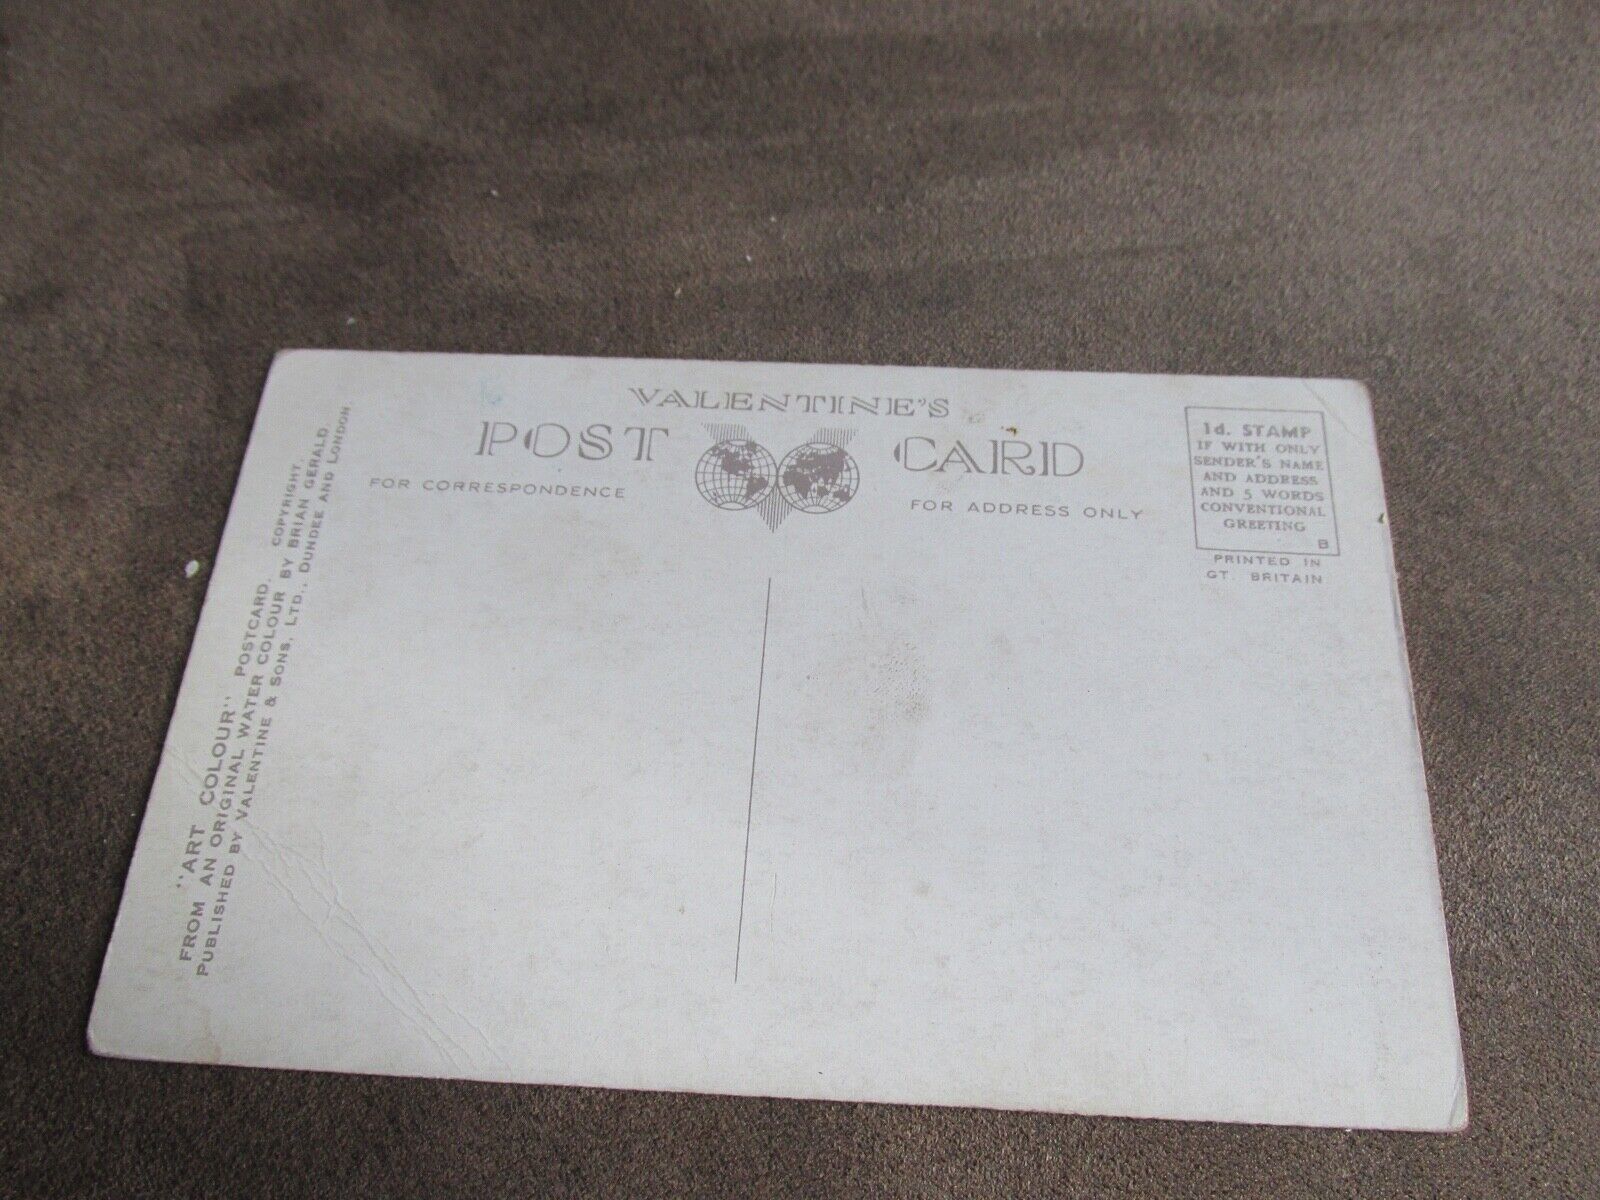 VALENTINE'S
POST CARD
FOR CORRESPONDENCE
FOR ADDRESS ONLY
1d. STAMP
IF WITH ONLY
SENDER'S NAME
AND ADDRESS
AND 5 WORDS
CONVENTIONAL
GREETING
B
PRINTED IN
GT. BRITAIN
"ART COLOUR" POSTCARD. COPYRIGHT.
FROM AN ORIGINAL WATER COLOUR BY BRIAN GERALD.
PUBLISHED BY VALENTINE & SONS, LTD., DUNDEE AND LONDON